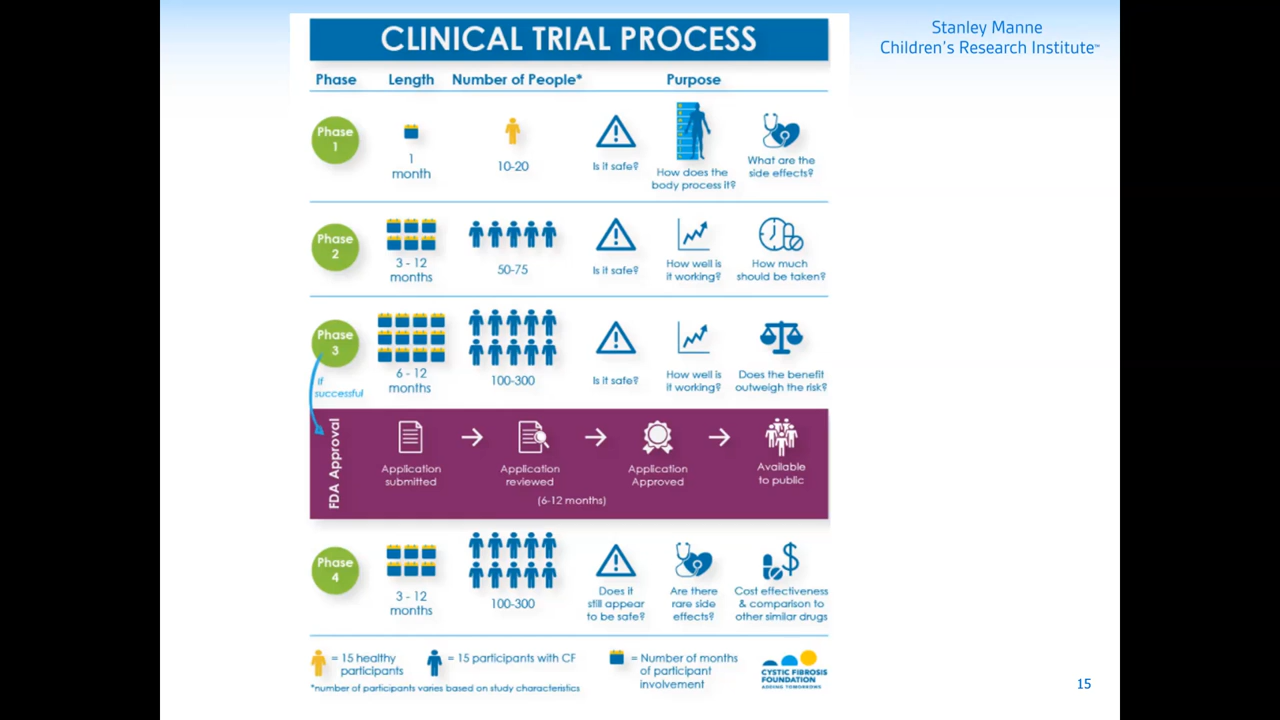 Stanley Manne
Children's Research Institute™
CLINICAL TRIAL PROCESS
Phase Length Number of People* Purpose
Phase
1
1
month
10-20
Is it safe?
How does the
body process it?
What are the
side effects?
Phase
2
3 - 12
months
50-75
Is it safe?
How well is
it working?
How much
should be taken?
Phase
3
6 - 12
months
100-300
Is it safe?
How well is
it working?
Does the benefit
outweigh the risk?
If
successful
FDA Approval
Application
submitted
Application
reviewed
Application
Approved
Available
to public
(6-12 months)
Phase
4
3 - 12
months
100-300
Does it
still appear
to be safe?
Are there
rare side
effects?
Cost effectiveness
& comparison to
other similar drugs
= 15 healthy
participants
= 15 participants with CF
= Number of months
of participant
involvement
CYSTIC FIBROSIS
FOUNDATION
ADDING TOMORROWS
*number of participants varies based on study characteristics
15